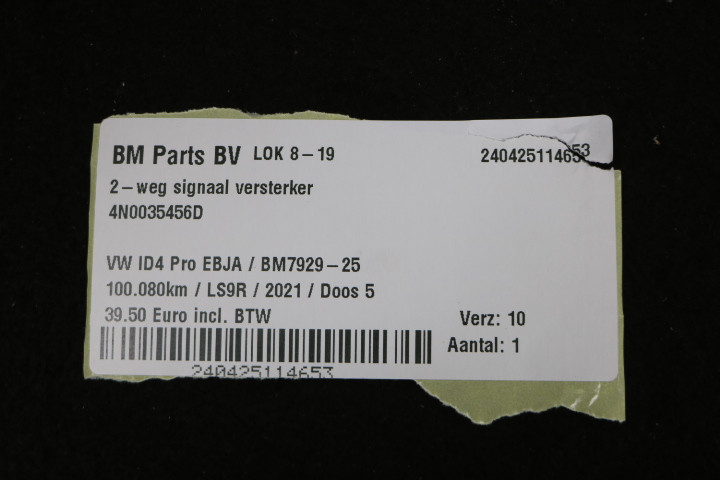 BM Parts BV LOK 8-19 240425114653
2-weg signaal versterker
4N0035456D
VW ID4 Pro EBJA / BM7929-25
100.080km / LS9R / 2021 / Doos 5
39.50 Euro incl. BTW Verz: 10
Aantal: 1
240425114653